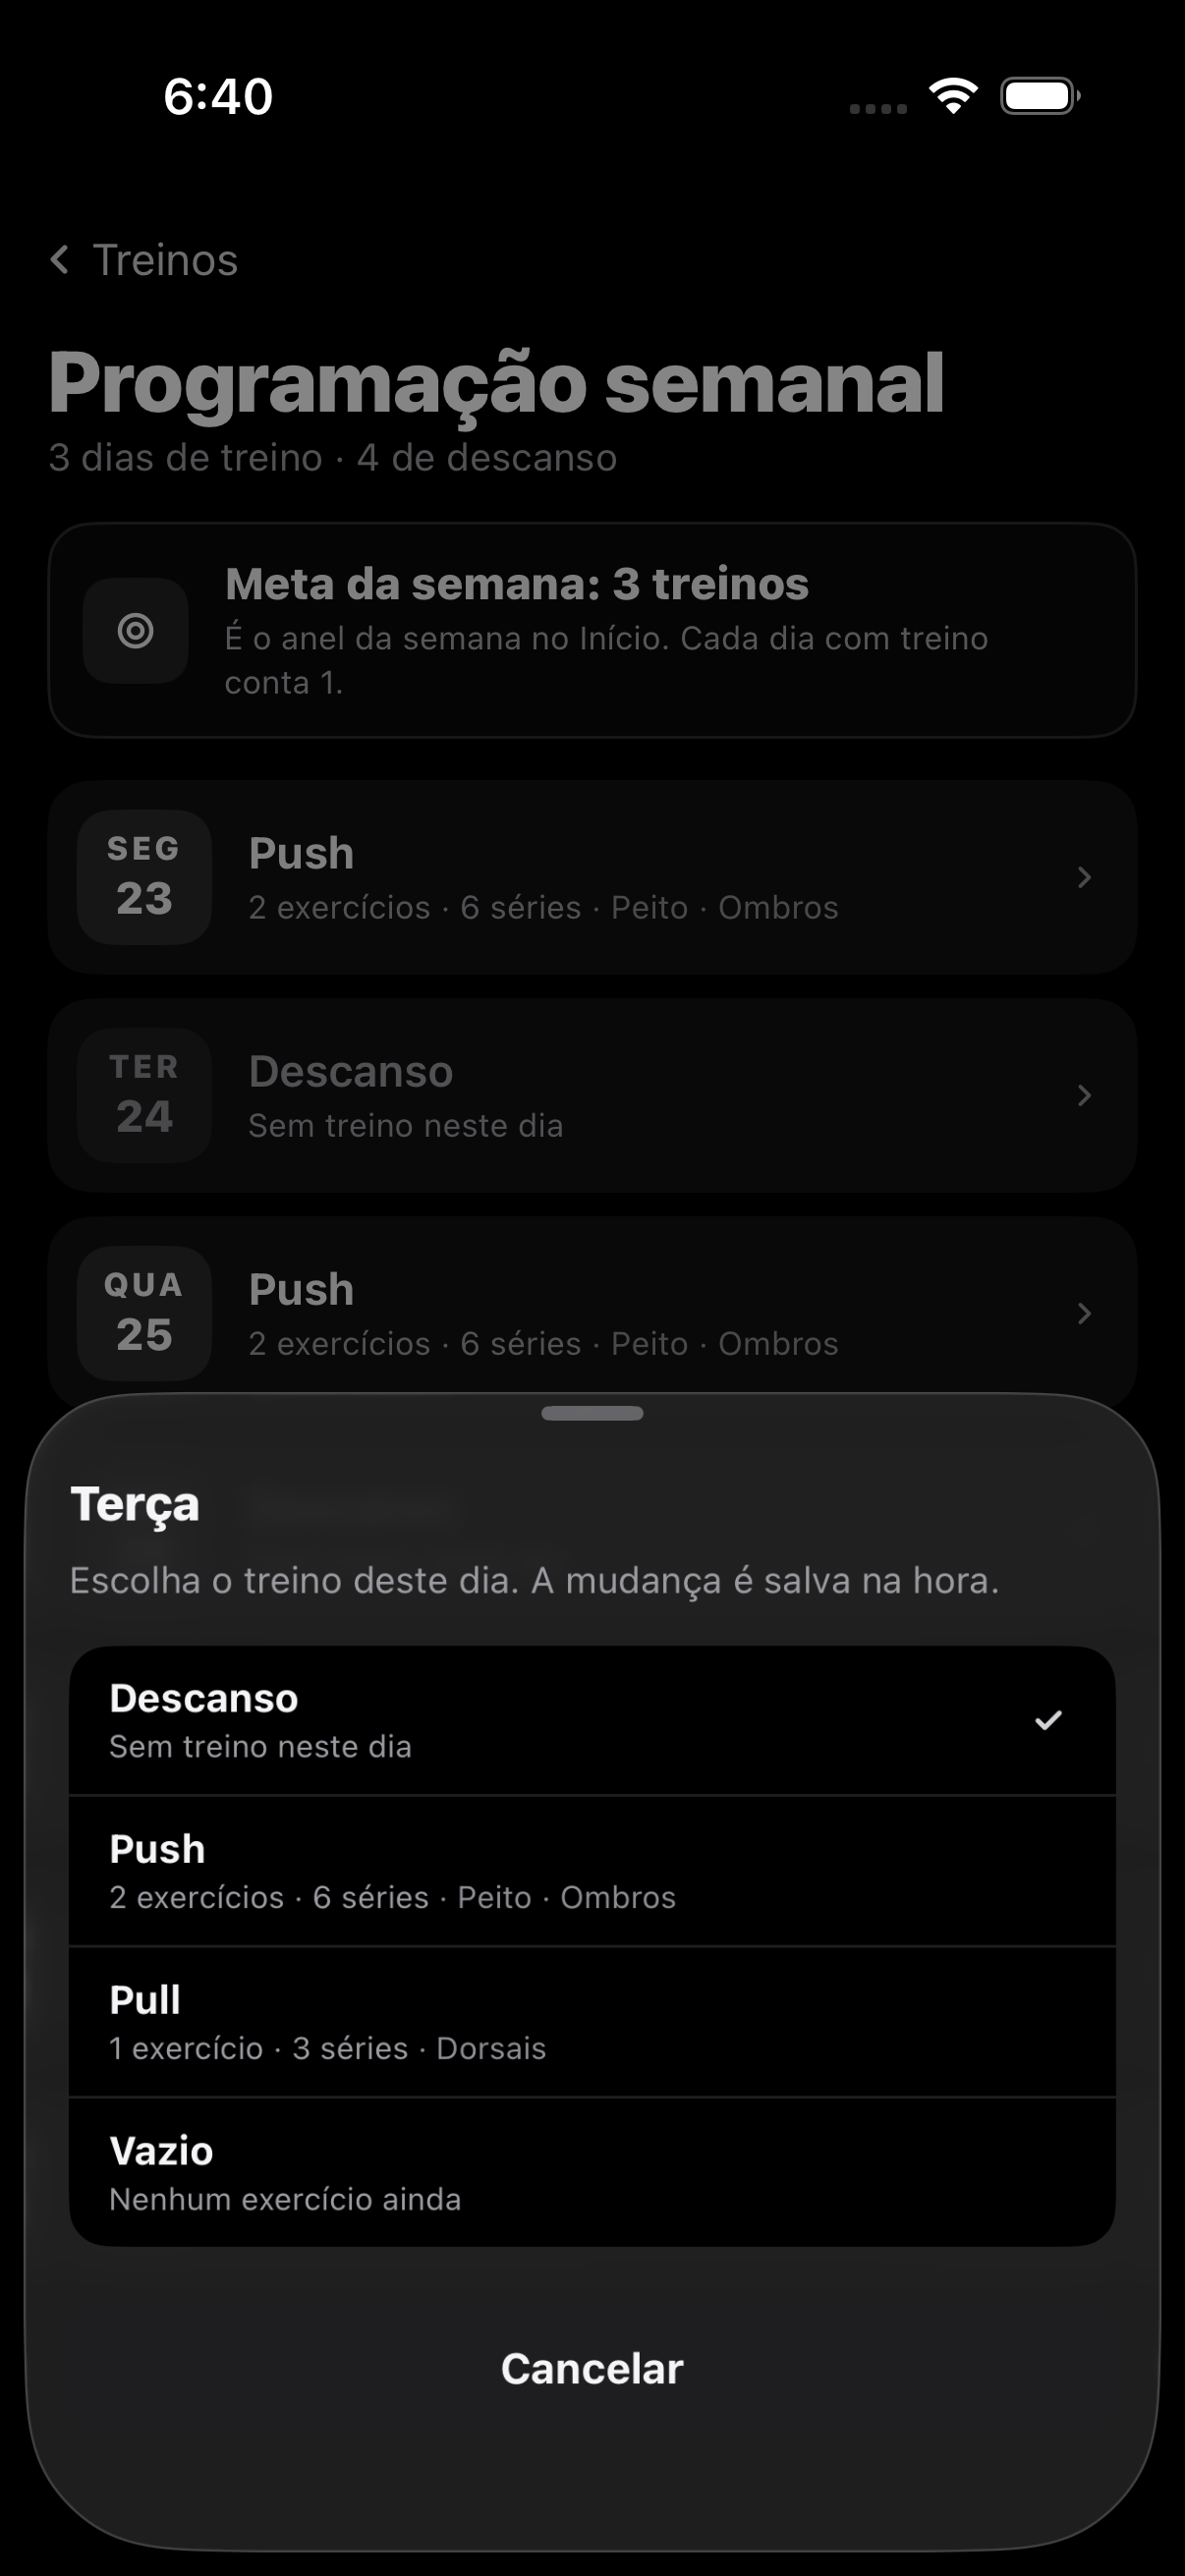 6:40
Treinos
Programação semanal
3 dias de treino · 4 de descanso
Meta da semana: 3 treinos
É o anel da semana no Início. Cada dia com treino
conta 1.
SEG
23
Push
2 exercícios · 6 séries · Peito · Ombros
TER
24
Descanso
Sem treino neste dia
QUA
25
Push
2 exercícios · 6 séries · Peito · Ombros
Terça
Escolha o treino deste dia. A mudança é salva na hora.
Descanso
Sem treino neste dia
Push
2 exercícios · 6 séries · Peito · Ombros
Pull
1 exercício · 3 séries · Dorsais
Vazio
Nenhum exercício ainda
Cancelar